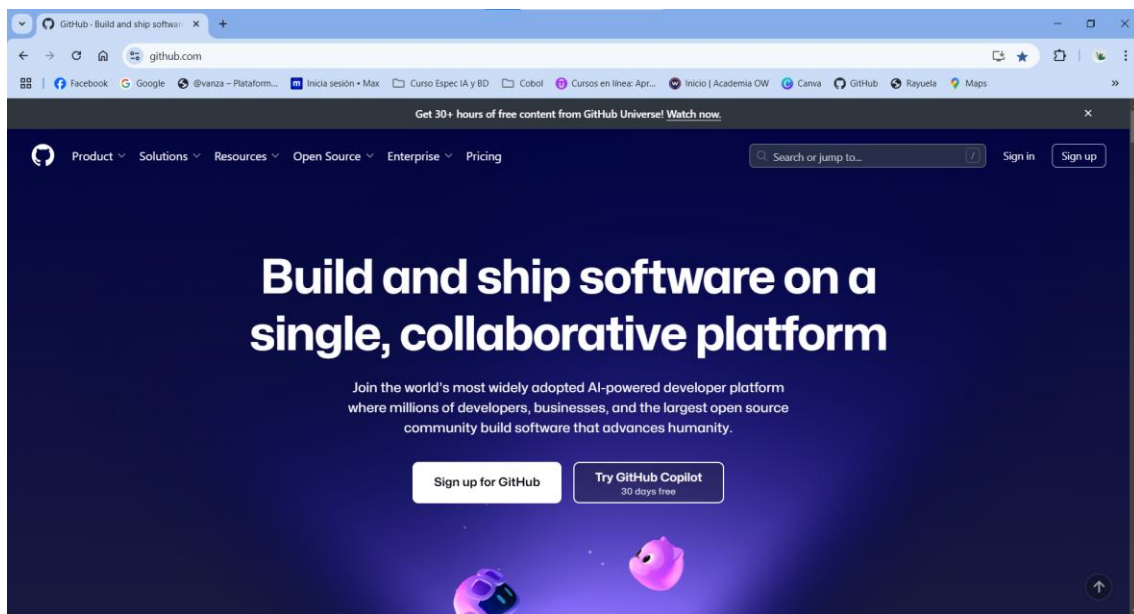 GitHub · Build and ship softwar
github.com
Facebook Google @vanza – Plataform... Inicia sesión • Max Curso Espec IA y BD Cobol Cursos en línea: Apr... Inicio | Academia OW Canva GitHub Rayuela Maps »
Get 30+ hours of free content from GitHub Universe! Watch now.
Product Solutions Resources Open Source Enterprise Pricing Search or jump to... / Sign in Sign up
Build and ship software on a
single, collaborative platform
Join the world's most widely adopted AI-powered developer platform
where millions of developers, businesses, and the largest open source
community build software that advances humanity.
Sign up for GitHub Try GitHub Copilot
30 days free